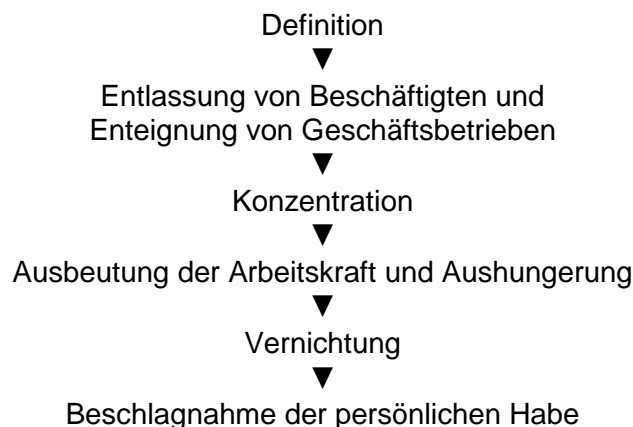 Definition
▼
Entlassung von Beschäftigten und
Enteignung von Geschäftsbetrieben
▼
Konzentration
▼
Ausbeutung der Arbeitskraft und Aushungerung
▼
Vernichtung
▼
Beschlagnahme der persönlichen Habe